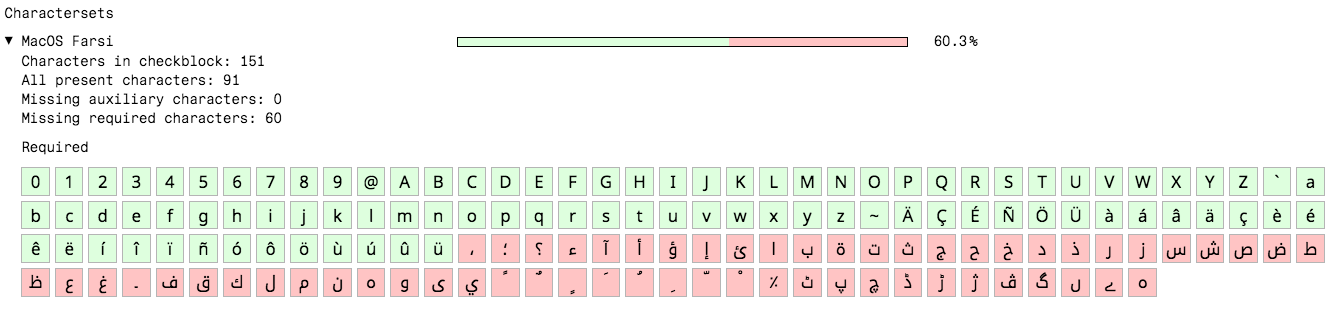 Charactersets
▼ MacOS Farsi 60.3%
Characters in checkblock: 151
All present characters: 91
Missing auxiliary characters: 0
Missing required characters: 60
Required
0 1 2 3 4 5 6 7 8 9 @ A B C D E F G H I J K L M N O P Q R S T U V W X Y Z ` a
b c d e f g h i j k l m n o p q r s t u v w x y z ~ Ä Ç É Ñ Ö Ü à á â ä ç è é
ê ë í î ï ñ ó ô ö ù ú û ü ، ؛ ؟ ء آ أ ؤ إ ئ ا ب ة ت ث ج ح خ د ذ ر ز س ش ص ض ط
ظ ع غ ـ ف ق ك ل م ن ه و ى ي ً ٌ ٍ َ ُ ِ ّ ْ ٪ ٹ پ چ ڈ ڑ ژ ڤ گ ں ے ە